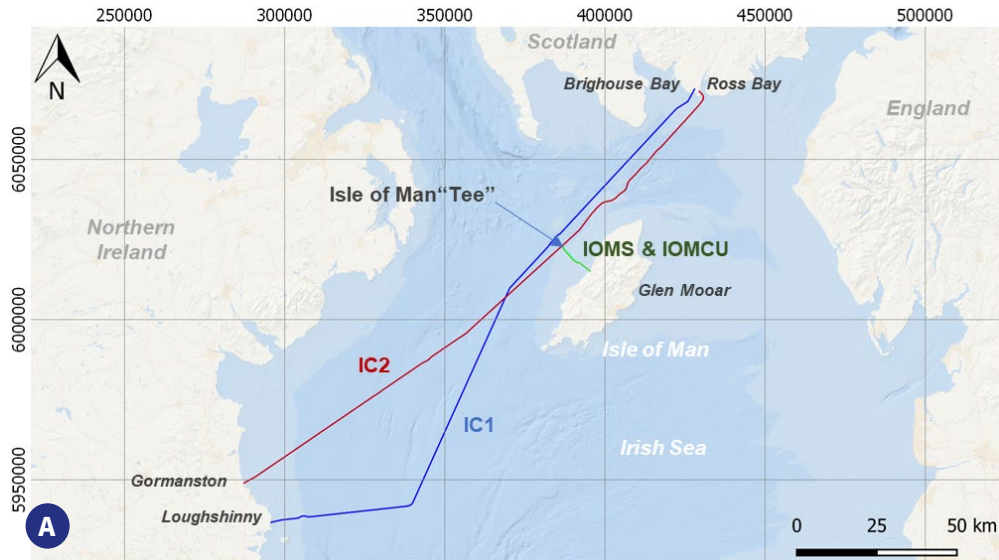 250000
300000
350000
400000
450000
500000
N
Scotland
Brighouse Bay
Ross Bay
England
6050000
Isle of Man“Tee”
Northern
Ireland
IOMS & IOMCU
Glen Mooar
6000000
Isle of Man
IC2
IC1
Irish Sea
5950000
Gormanston
Loughshinny
A
0 25 50 km